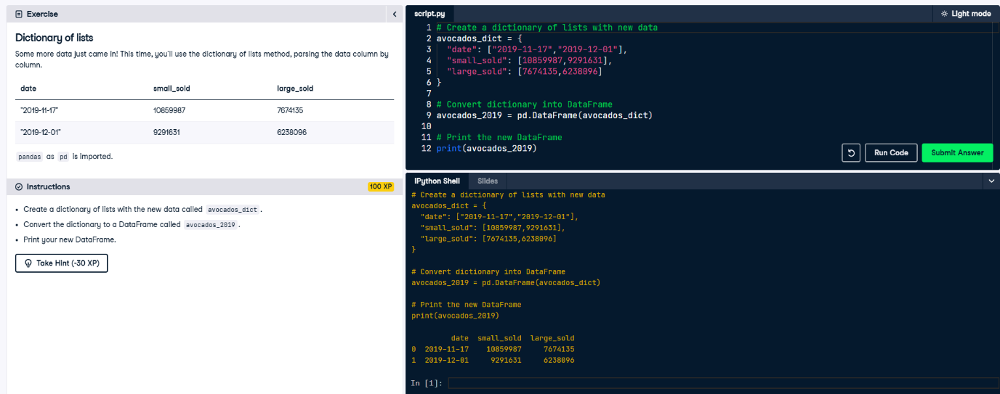 Exercise
Dictionary of lists
Some more data just came in! This time, you'll use the dictionary of lists method, parsing the data column by
column.
date small_sold large_sold
"2019-11-17" 10859987 7674135
"2019-12-01" 9291631 6238096
pandas as pd is imported.
Instructions
100 XP
Create a dictionary of lists with the new data called avocados_dict.
Convert the dictionary to a DataFrame called avocados_2019.
Print your new DataFrame.
Take Hint (-30 XP)
script.py
Light mode
1 # Create a dictionary of lists with new data
2 avocados_dict = {
3   "date": ["2019-11-17","2019-12-01"],
4   "small_sold": [10859987,9291631],
5   "large_sold": [7674135,6238096]
6 }
7
8 # Convert dictionary into DataFrame
9 avocados_2019 = pd.DataFrame(avocados_dict)
10
11 # Print the new DataFrame
12 print(avocados_2019)
Run Code
Submit Answer
IPython Shell
Slides
# Create a dictionary of lists with new data
avocados_dict = {
  "date": ["2019-11-17","2019-12-01"],
  "small_sold": [10859987,9291631],
  "large_sold": [7674135,6238096]
}
# Convert dictionary into DataFrame
avocados_2019 = pd.DataFrame(avocados_dict)
# Print the new DataFrame
print(avocados_2019)
         date  small_sold  large_sold
0  2019-11-17    10859987     7674135
1  2019-12-01     9291631     6238096
In [1]: